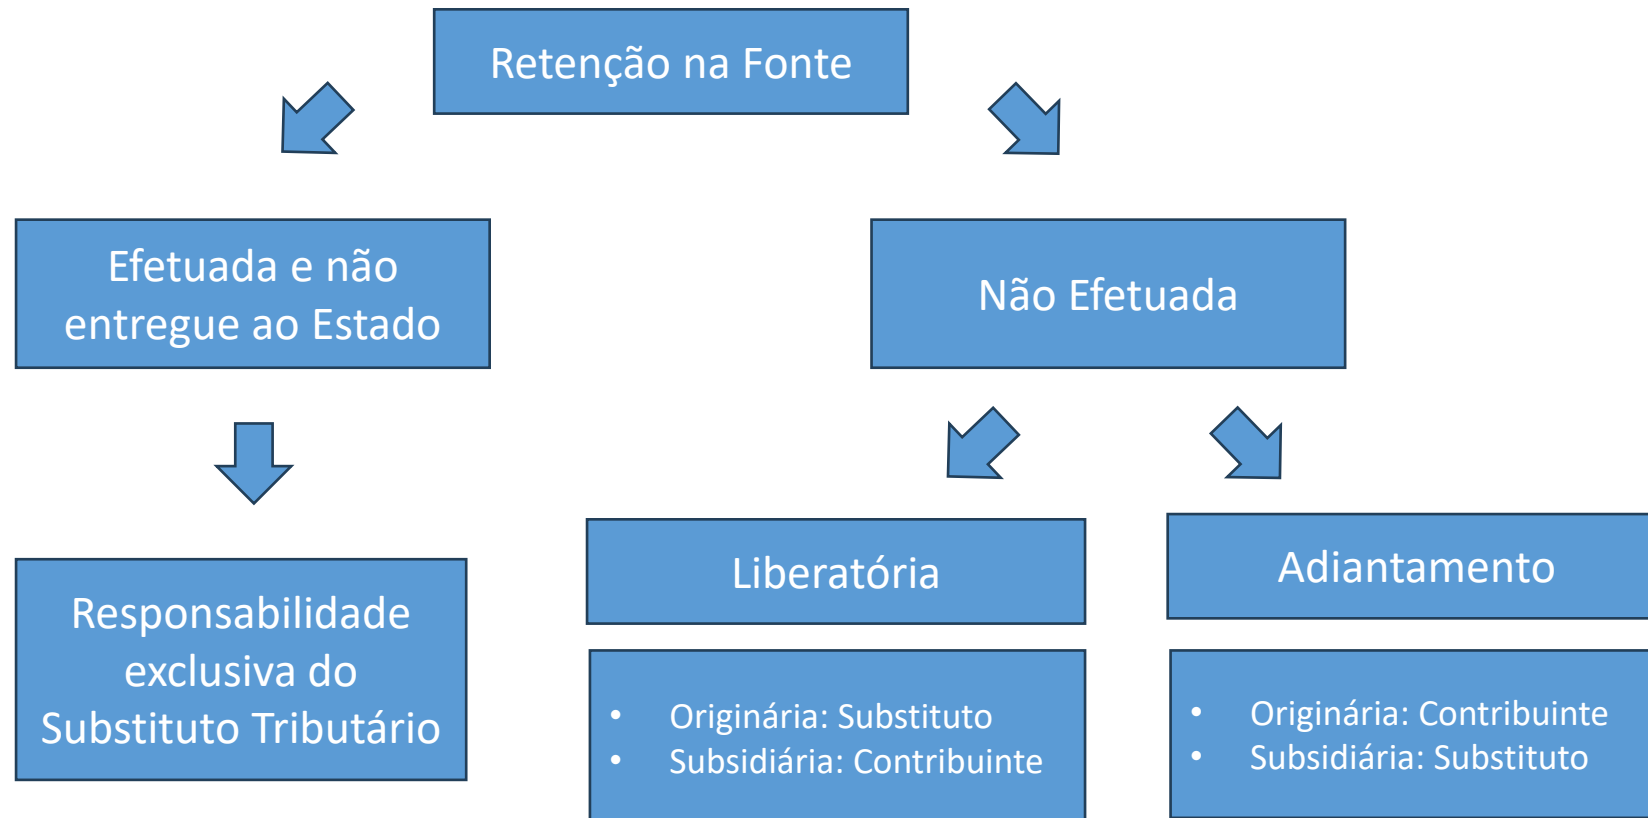 Retenção na Fonte
Efetuada e não
entregue ao Estado
Não Efetuada
Responsabilidade
exclusiva do
Substituto Tributário
Liberatória
• Originária: Substituto
• Subsidiária: Contribuinte
Adiantamento
• Originária: Contribuinte
• Subsidiária: Substituto